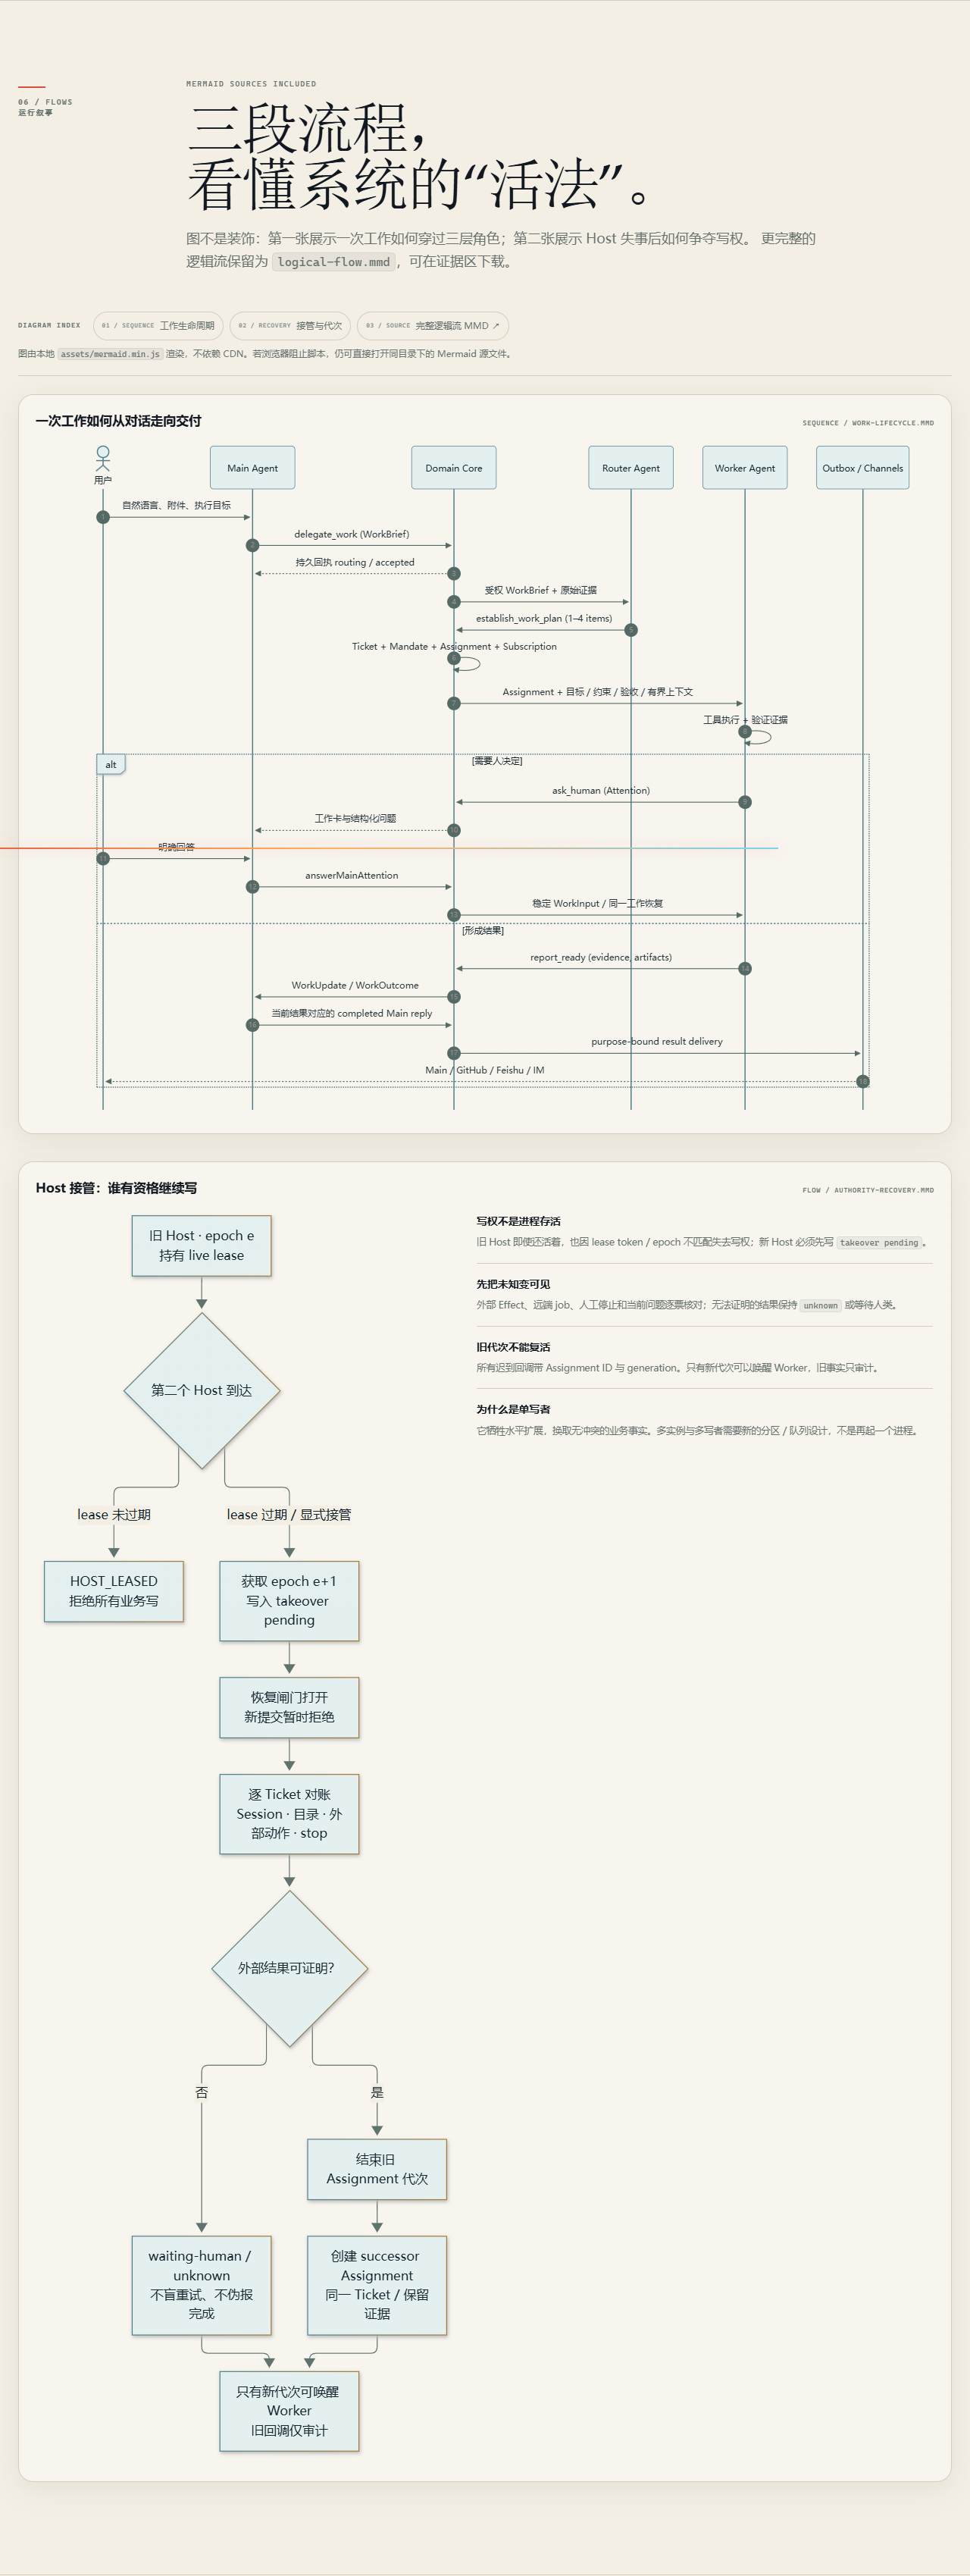 06 / FLOWS
运行叙事
MERMAID SOURCES INCLUDED
三段流程，
看懂系统的“活法”。
图不是装饰：第一张展示一次工作如何穿过三层角色；第二张展示 Host 失事后如何争夺写权。 更完整的
逻辑流保留为 logical-flow.mmd，可在证据区下载。
DIAGRAM INDEX
01 / SEQUENCE 工作生命周期
02 / RECOVERY 接管与代次
03 / SOURCE 完整逻辑流 MMD ↗
图由本地 assets/mermaid.min.js 渲染，不依赖 CDN。若浏览器阻止脚本，仍可直接打开同目录下的 Mermaid 源文件。
一次工作如何从对话走向交付
SEQUENCE / WORK-LIFECYCLE.MMD
用户
Main Agent
Domain Core
Router Agent
Worker Agent
Outbox / Channels
自然语言、附件、执行目标
delegate_work (WorkBrief)
持久回执 routing / accepted
受权 WorkBrief + 原始证据
establish_work_plan (1–4 items)
Ticket + Mandate + Assignment + Subscription
Assignment + 目标 / 约束 / 验收 / 有界上下文
工具执行 + 验证证据
alt
[需要人决定]
ask_human (Attention)
工作卡与结构化问题
明确回答
answerMainAttention
稳定 WorkInput / 同一工作恢复
[形成结果]
report_ready (evidence, artifacts)
WorkUpdate / WorkOutcome
当前结果对应的 completed Main reply
purpose-bound result delivery
Main / GitHub / Feishu / IM
Host 接管：谁有资格继续写
FLOW / AUTHORITY-RECOVERY.MMD
旧 Host · epoch e
持有 live lease
第二个 Host 到达
lease 未过期
lease 过期 / 显式接管
HOST_LEASED
拒绝所有业务写
获取 epoch e+1
写入 takeover
pending
恢复闸门打开
新提交暂时拒绝
逐 Ticket 对账
Session · 目录 · 外
部动作 · stop
外部结果可证明？
否
是
结束旧
Assignment 代次
waiting-human /
unknown
不盲重试、不伪报
完成
创建 successor
Assignment
同一 Ticket / 保留
证据
只有新代次可唤醒
Worker
旧回调仅审计
写权不是进程存活
旧 Host 即使还活着，也因 lease token / epoch 不匹配失去写权；新 Host 必须先写 takeover pending。
先把未知变可见
外部 Effect、远端 job、人工停止和当前问题逐票核对；无法证明的结果保持 unknown 或等待人类。
旧代次不能复活
所有迟到回调带 Assignment ID 与 generation。只有新代次可以唤醒 Worker，旧事实只审计。
为什么是单写者
它牺牲水平扩展，换取无冲突的业务事实。多实例与多写者需要新的分区 / 队列设计，不是再起一个进程。